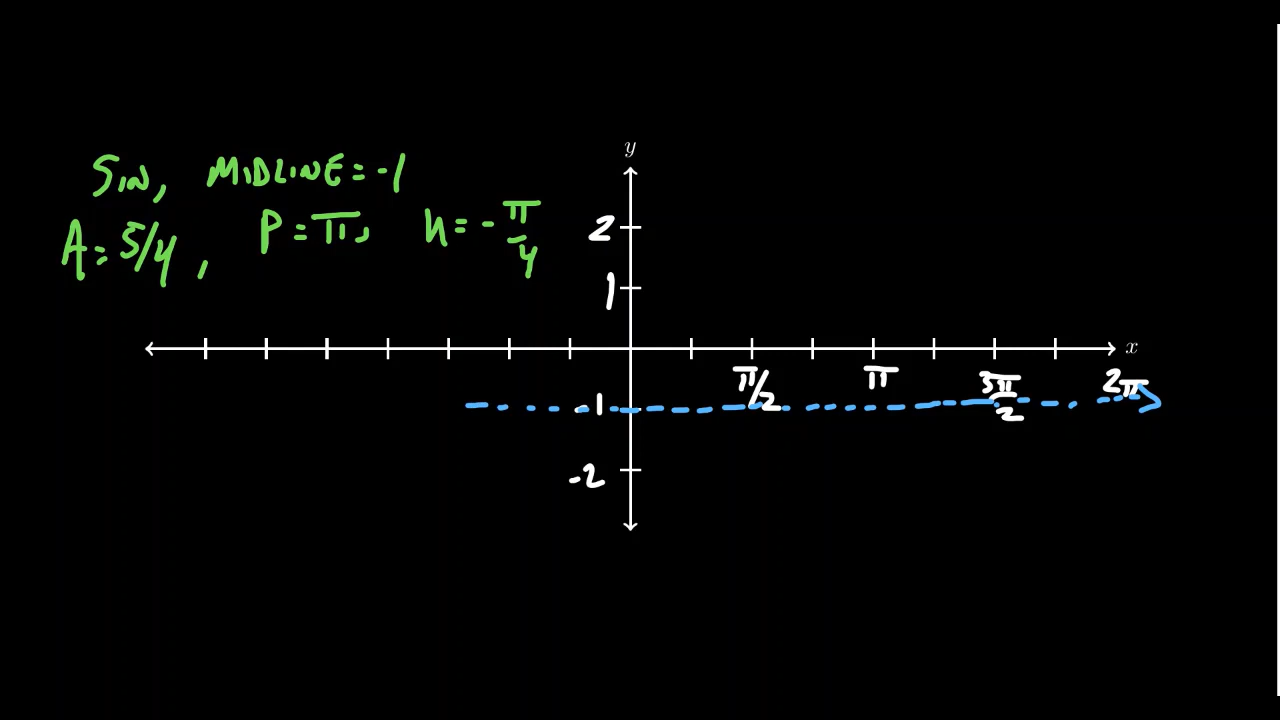 SIN, MIDLINE = -1
A = 5/4, P = π, h = -π/4
y
2
1
x
π/2 π 3π/2 2π
-1
-2